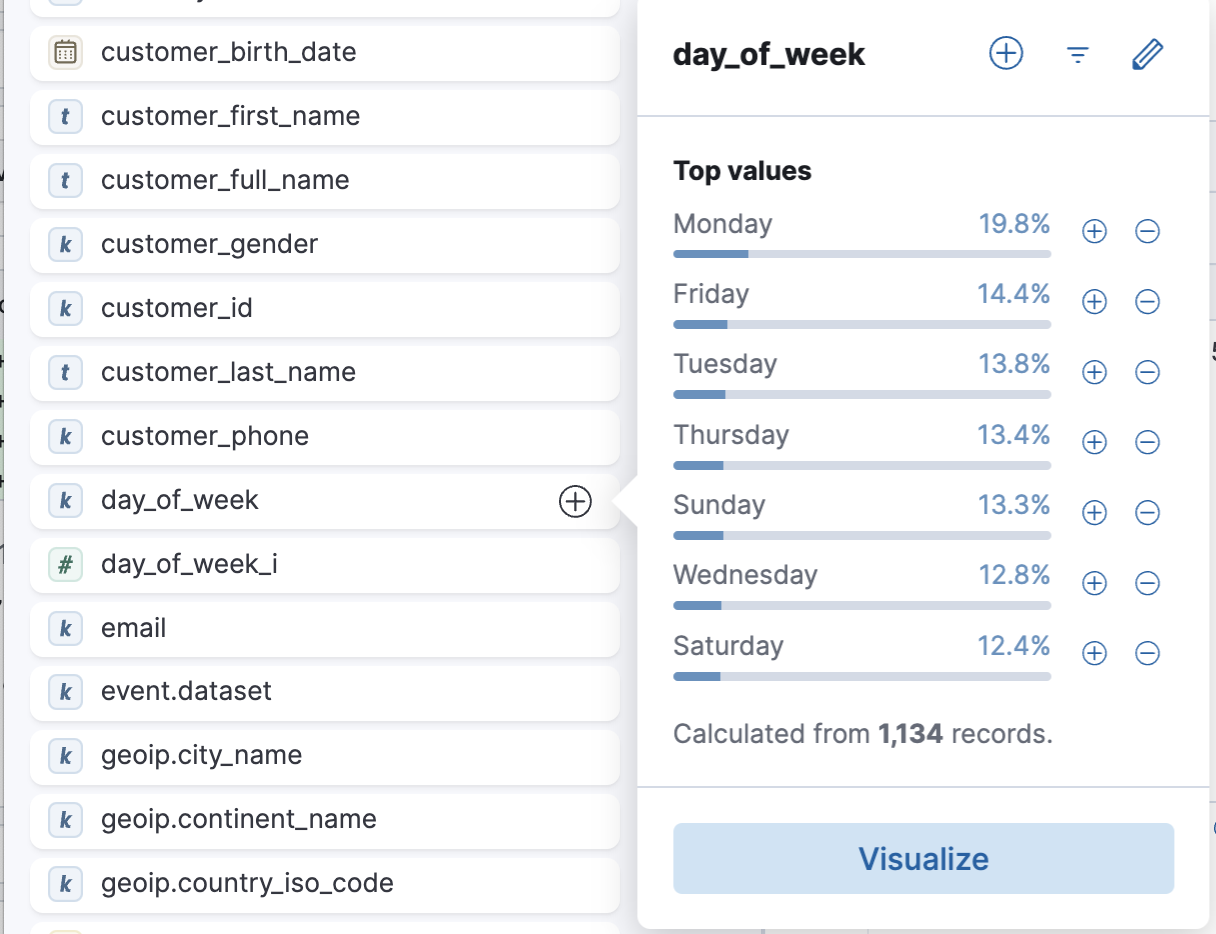 customer_birth_date
t customer_first_name
t customer_full_name
k customer_gender
k customer_id
t customer_last_name
k customer_phone
k day_of_week
# day_of_week_i
k email
k event.dataset
k geoip.city_name
k geoip.continent_name
k geoip.country_iso_code
day_of_week
Top values
Monday 19.8%
Friday 14.4%
Tuesday 13.8%
Thursday 13.4%
Sunday 13.3%
Wednesday 12.8%
Saturday 12.4%
Calculated from 1,134 records.
Visualize